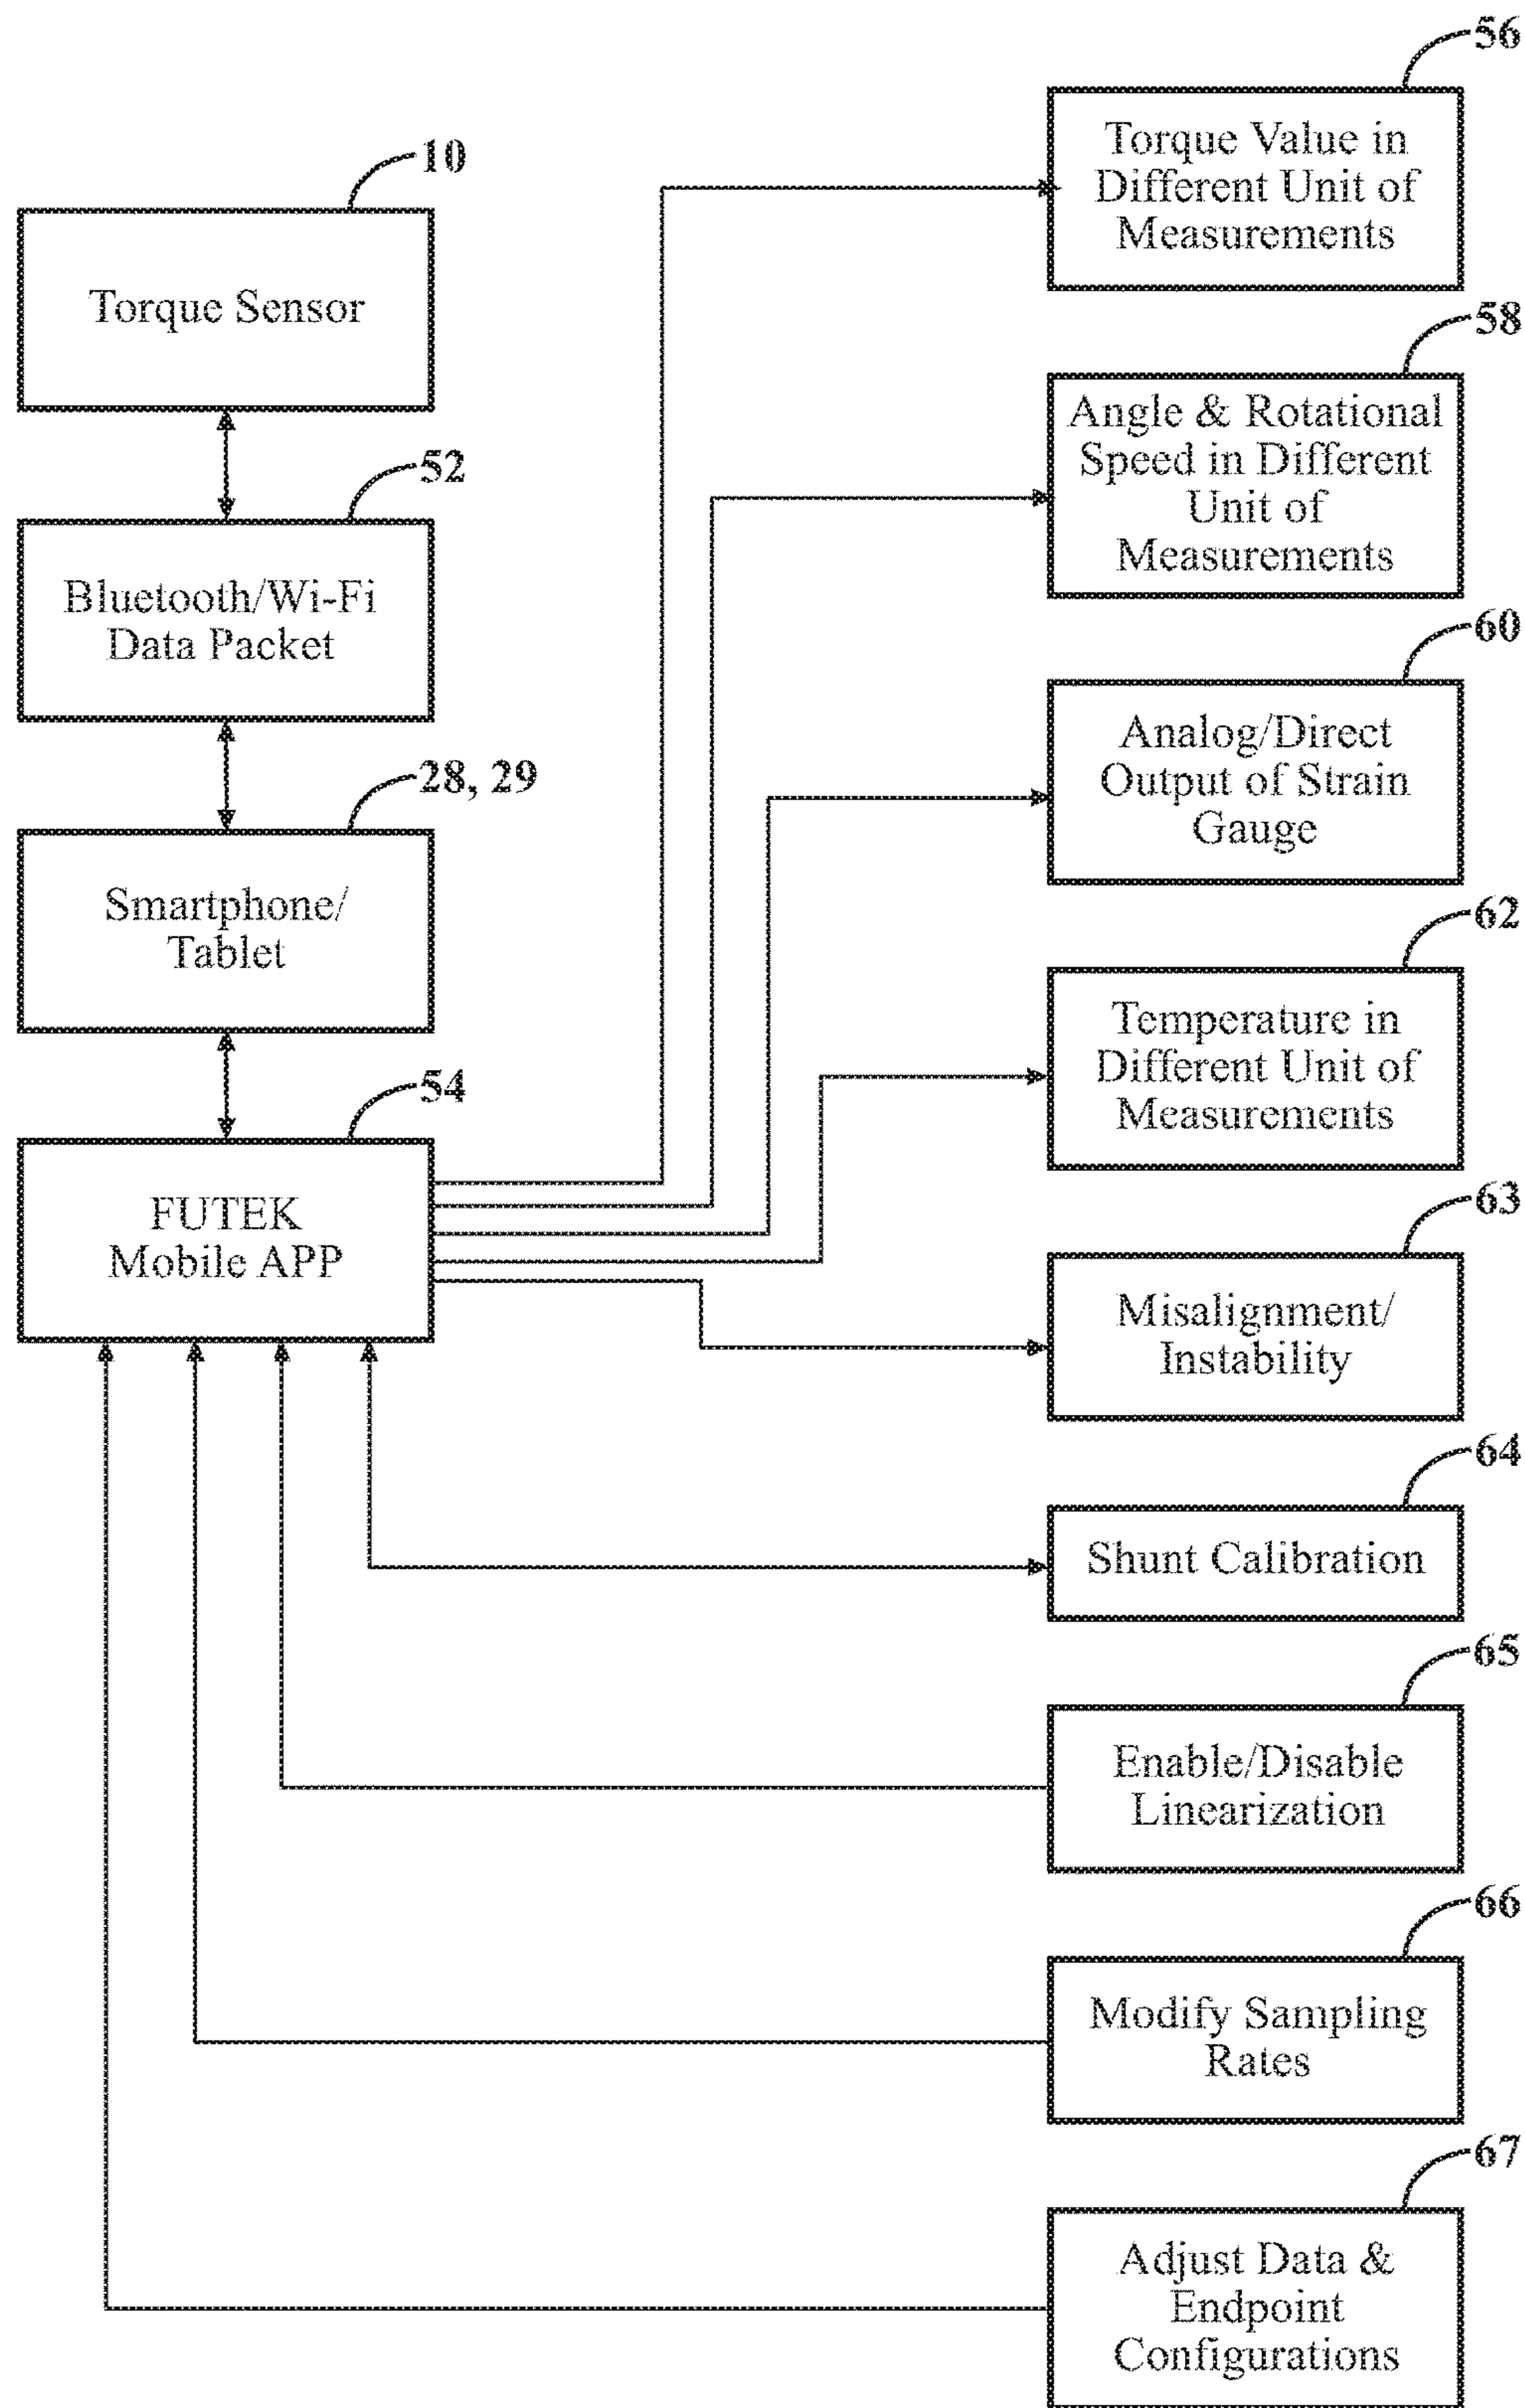 10
Torque Sensor
52
Bluetooth/Wi-Fi
Data Packet
28, 29
Smartphone/
Tablet
54
FUTEK
Mobile APP
56
Torque Value in
Different Unit of
Measurements
58
Angle & Rotational
Speed in Different
Unit of
Measurements
60
Analog/Direct
Output of Strain
Gauge
62
Temperature in
Different Unit of
Measurements
63
Misalignment/
Instability
64
Shunt Calibration
65
Enable/Disable
Linearization
66
Modify Sampling
Rates
67
Adjust Data &
Endpoint
Configurations